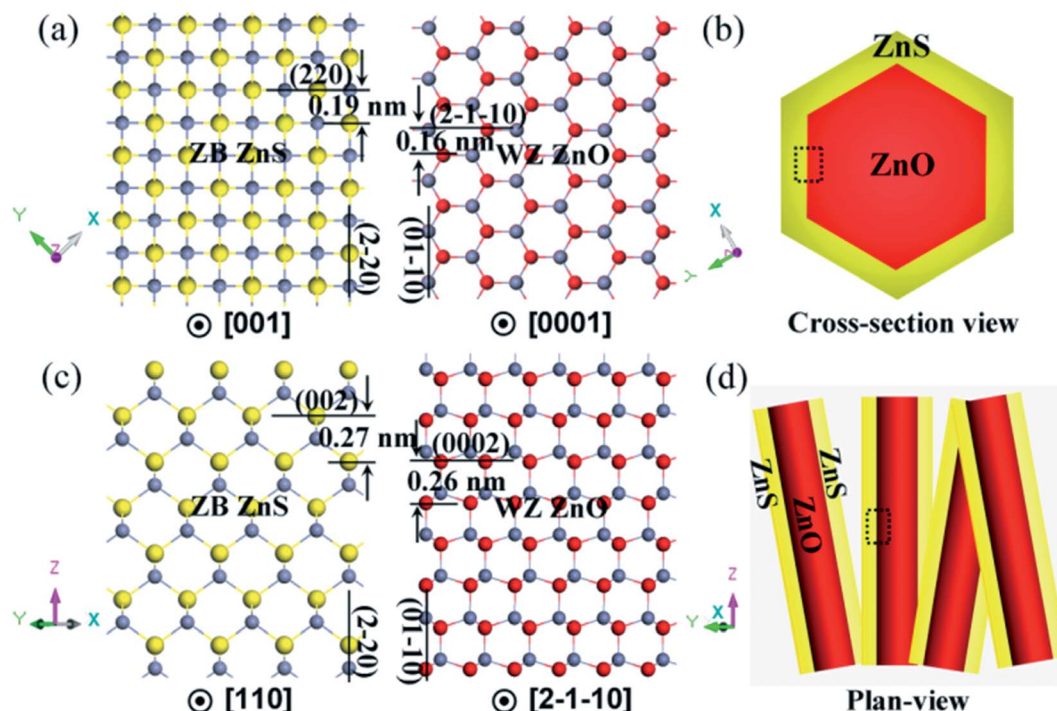 (a)
(220)
0.19 nm
ZB ZnS
(2-20)
Y
Z
X
[001]
(2-1-10)
0.16 nm
WZ ZnO
(01-10)
[0001]
(b)
ZnS
ZnO
X
Y
Z
Cross-section view
(c)
(002)
0.27 nm
ZB ZnS
(2-20)
Z
Y
X
[110]
(0002)
0.26 nm
WZ ZnO
(01-10)
[2-1-10]
(d)
ZnS
ZnO
ZnS
Z
Y
X
Plan-view